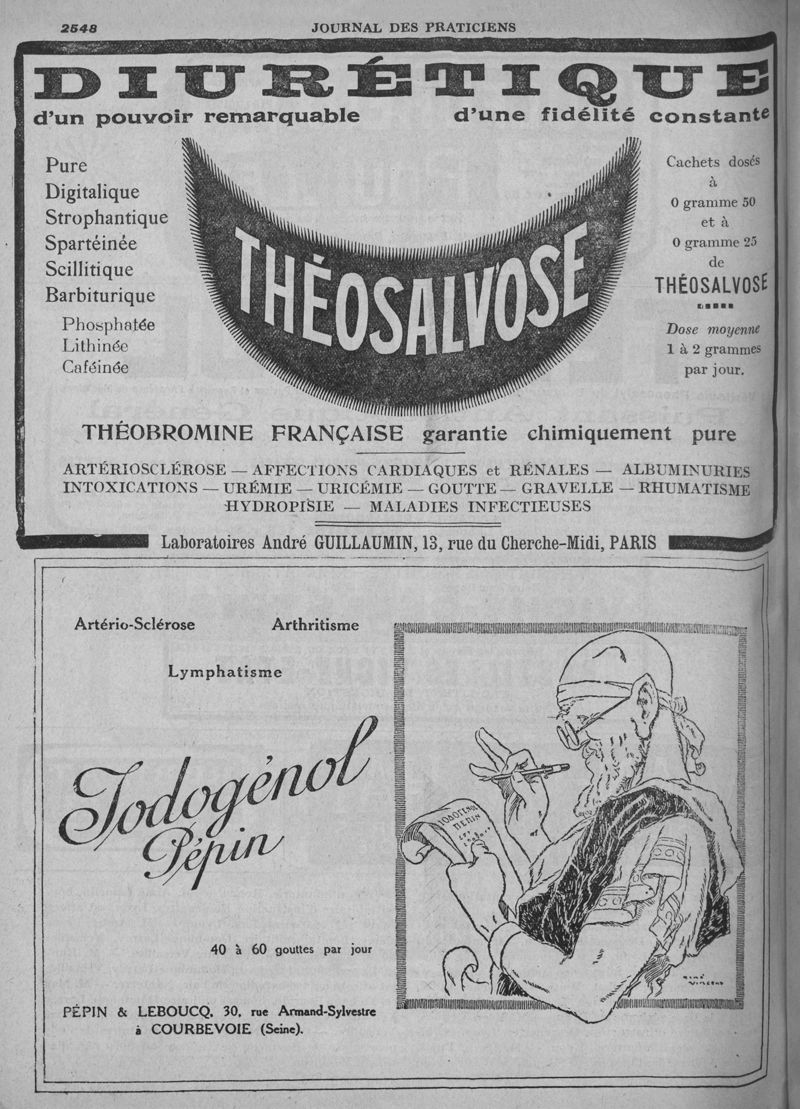 2548
JOURNAL DES PRATICIENS
DIURÉTIQUE
d'un pouvoir remarquable
d'une fidélité constante
Pure
Digitalique
Strophantique
Spartéinée
Scillitique
Barbiturique
Phosphatée
Lithinée
Caféinée
THÉOSALVOSE
Cachets dosés
à
0 gramme 50
et à
0 gramme 25
de
THÉOSALVOSE
Dose moyenne
1 à 2 grammes
par jour.
THÉOBROMINE FRANÇAISE garantie chimiquement pure
ARTÉRIOSCLÉROSE — AFFECTIONS CARDIAQUES et RÉNALES — ALBUMINURIES
INTOXICATIONS — URÉMIE — URICÉMIE — GOUTTE — GRAVELLE — RHUMATISME
HYDROPISIE — MALADIES INFECTIEUSES
Laboratoires André GUILLAUMIN, 13, rue du Cherche-Midi, PARIS
Artério-Sclérose
Arthritisme
Lymphatisme
Iodogénol
Pépin
IODOGENOL
PEPIN
40 à 60 gouttes par jour
PÉPIN & LEBOUCQ, 30, rue Armand-Sylvestre
à COURBEVOIE (Seine).
RENÉ
VINCENT